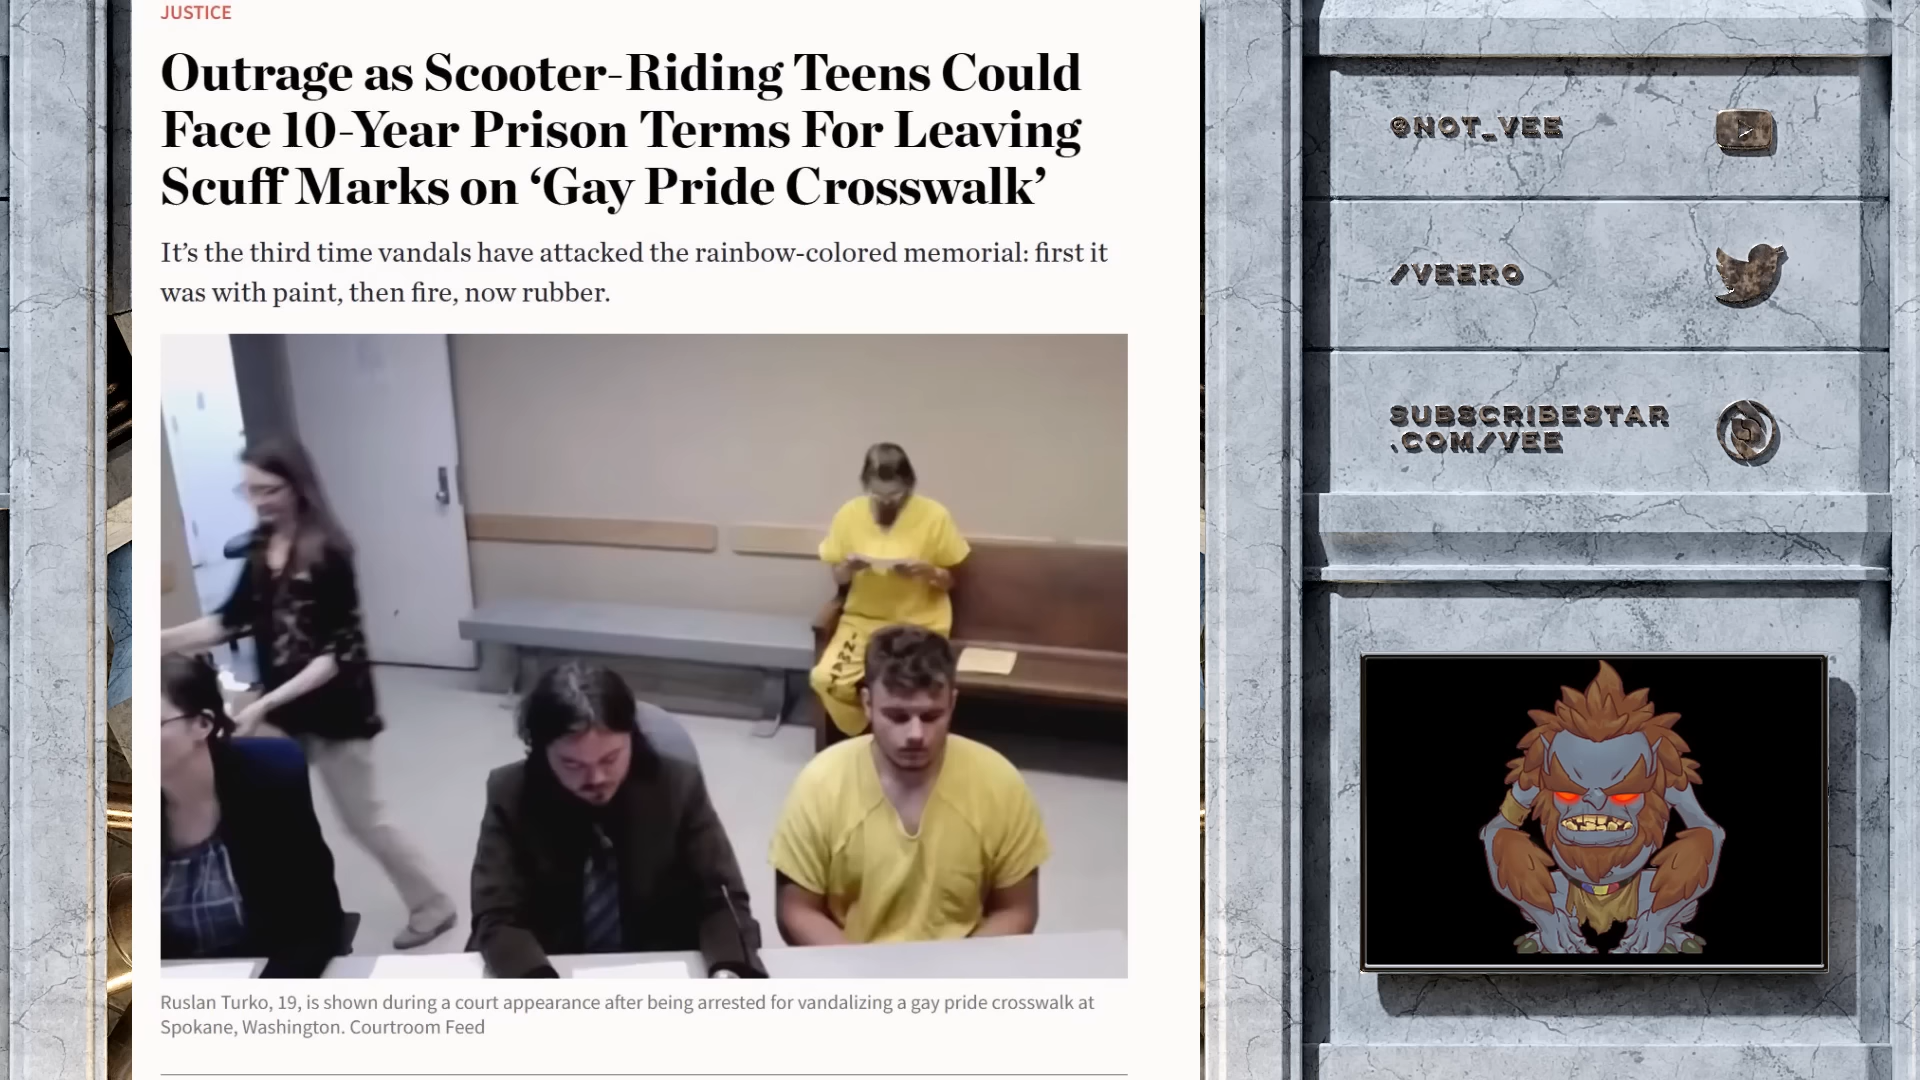 JUSTICE
Outrage as Scooter-Riding Teens Could
Face 10-Year Prison Terms For Leaving
Scuff Marks on ‘Gay Pride Crosswalk’
It’s the third time vandals have attacked the rainbow-colored memorial: first it
was with paint, then fire, now rubber.
INMAT
Ruslan Turko, 19, is shown during a court appearance after being arrested for vandalizing a gay pride crosswalk at
Spokane, Washington. Courtroom Feed
@NOT_VEE
/VEERO
SUBSCRIBESTAR
.COM/VEE